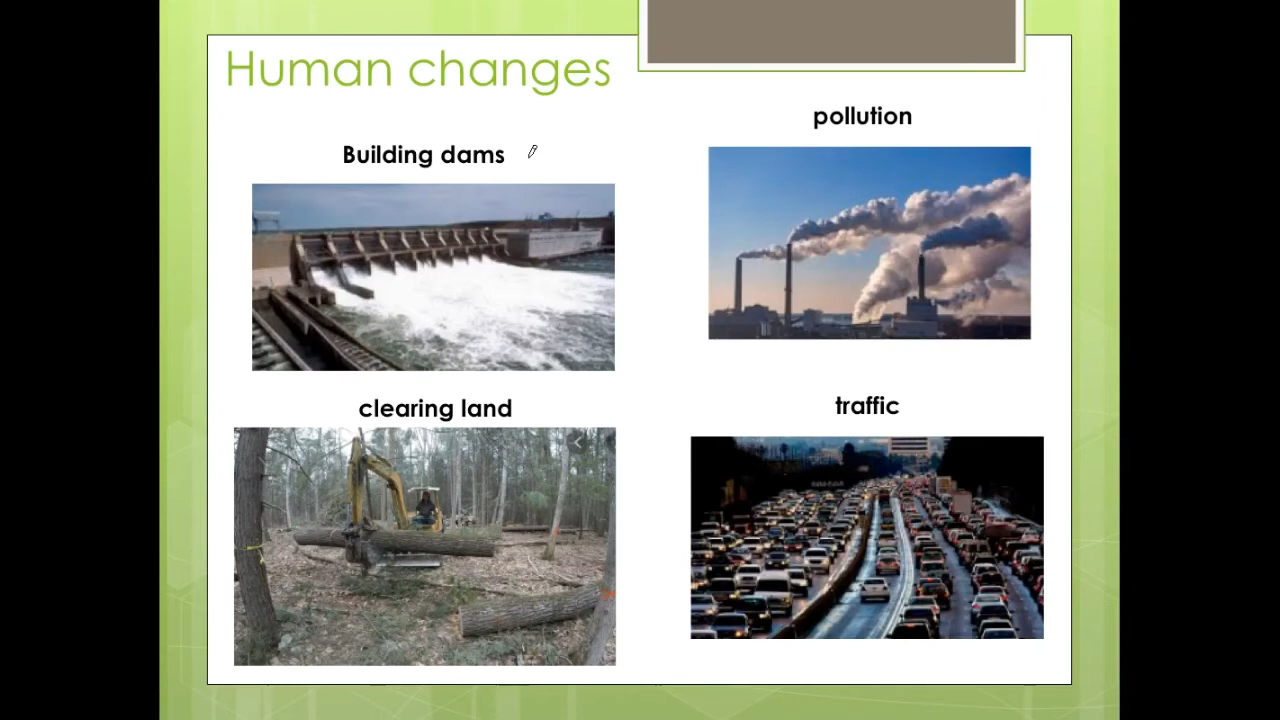 Human changes
Building dams
pollution
clearing land
traffic